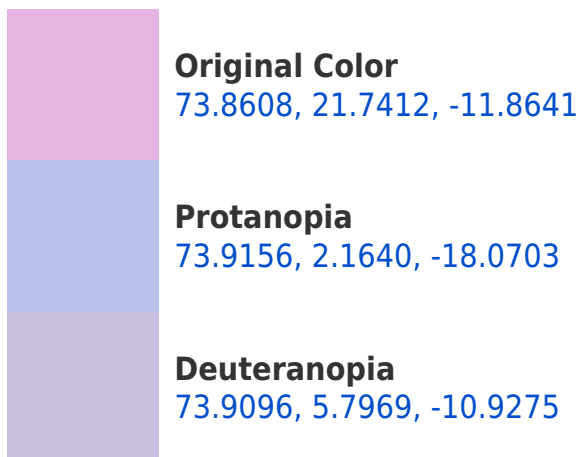 Original Color
73.8608, 21.7412, -11.8641
Protanopia
73.9156, 2.1640, -18.0703
Deuteranopia
73.9096, 5.7969, -10.9275